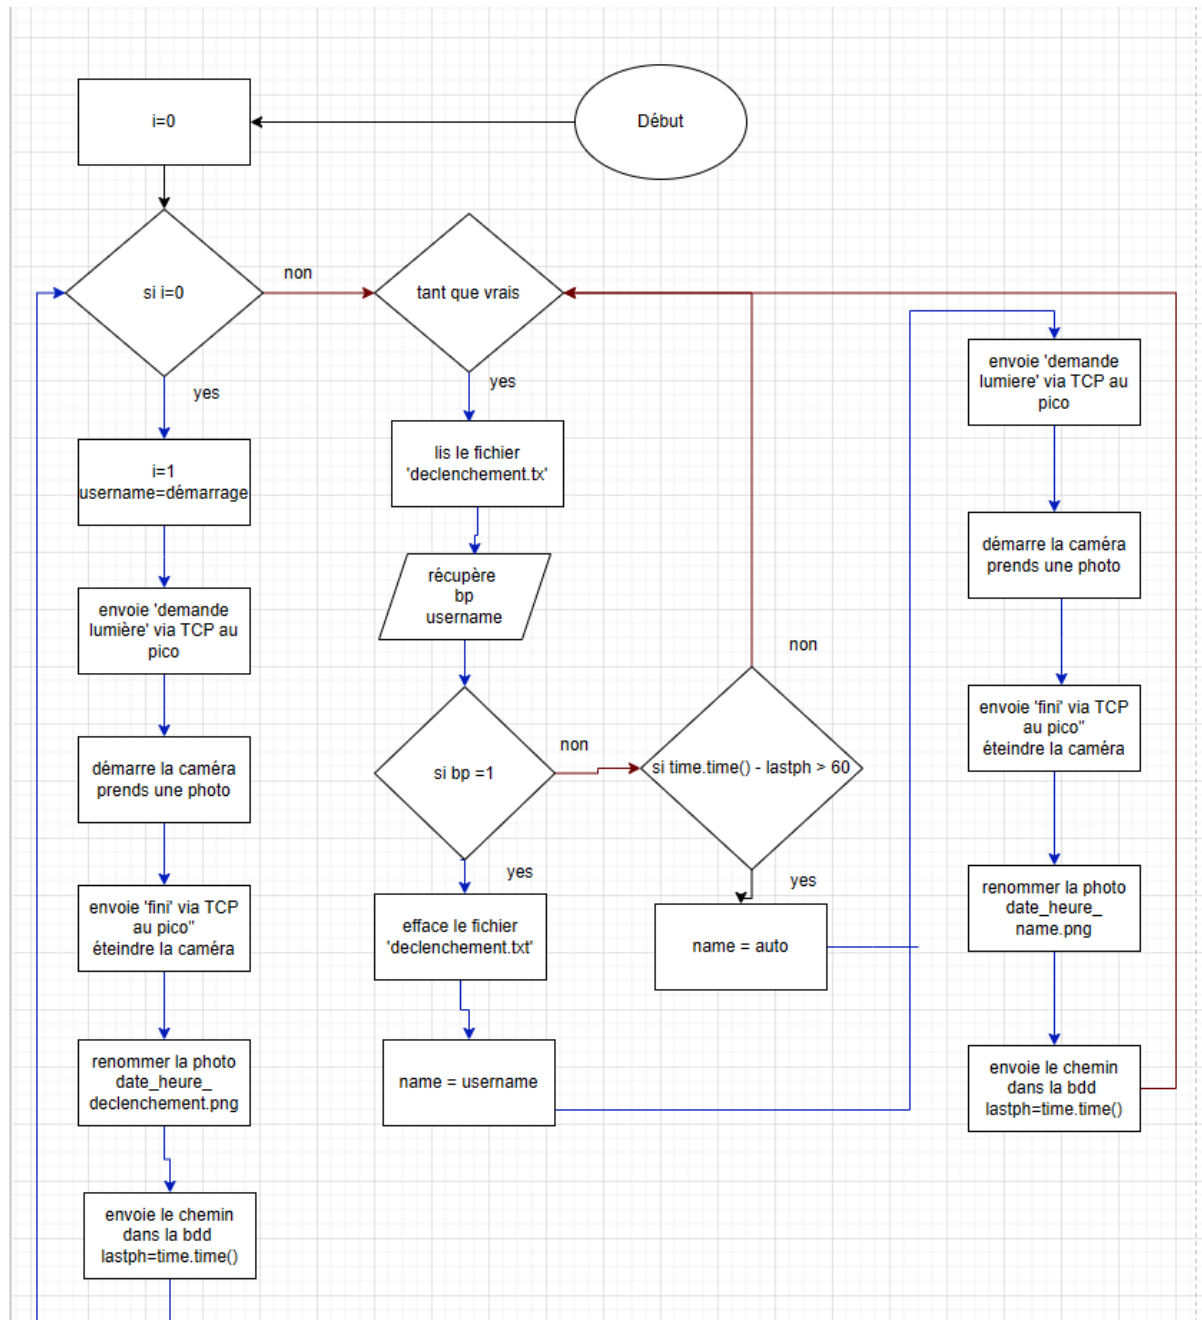 Début
i=0
si i=0
non
yes
i=1
username=démarrage
envoie 'demande
lumière' via TCP au
pico
démarre la caméra
prends une photo
envoie 'fini' via TCP
au pico"
éteindre la caméra
renommer la photo
date_heure_
declenchement.png
envoie le chemin
dans la bdd
lastph=time.time()
tant que vrais
yes
lis le fichier
'declenchement.tx'
récupère
bp
username
si bp =1
non
yes
efface le fichier
'declenchement.txt'
name = username
si time.time() - lastph > 60
non
yes
name = auto
envoie 'demande
lumiere' via TCP au
pico
démarre la caméra
prends une photo
envoie 'fini' via TCP
au pico"
éteindre la caméra
renommer la photo
date_heure_
name.png
envoie le chemin
dans la bdd
lastph=time.time()